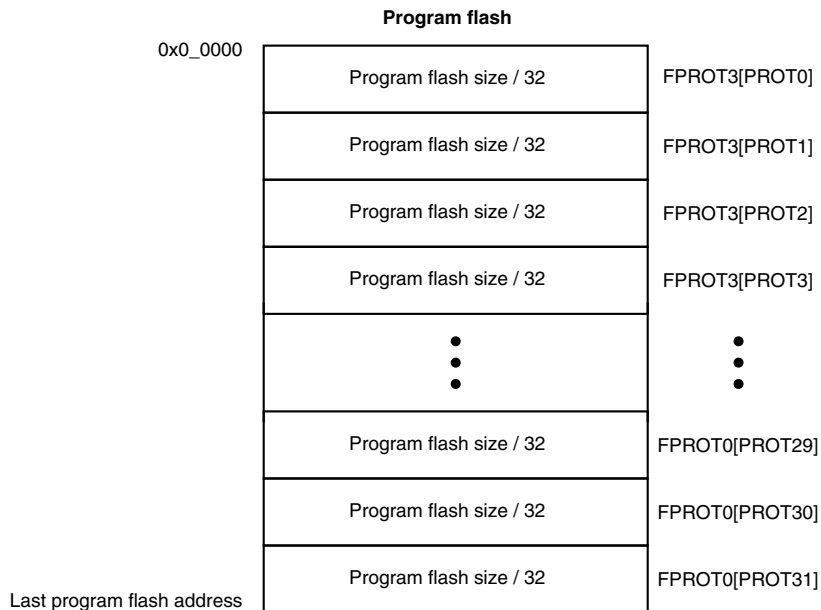 Program flash
0x0_0000
Program flash size / 32 FPROT3[PROT0]
Program flash size / 32 FPROT3[PROT1]
Program flash size / 32 FPROT3[PROT2]
Program flash size / 32 FPROT3[PROT3]
Program flash size / 32 FPROT0[PROT29]
Program flash size / 32 FPROT0[PROT30]
Program flash size / 32 FPROT0[PROT31]
Last program flash address